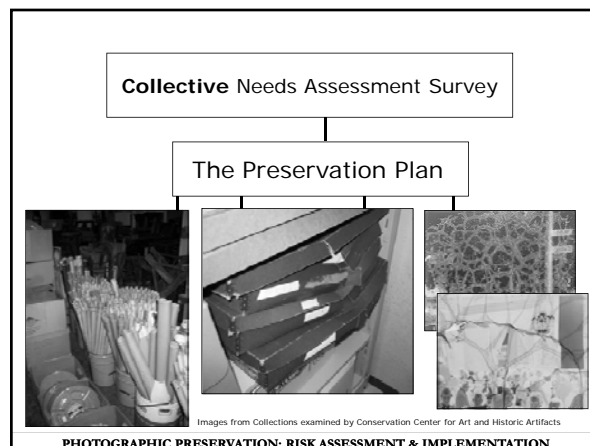 Collective Needs Assessment Survey
The Preservation Plan
Images from Collections examined by Conservation Center for Art and Historic Artifacts
PHOTOGRAPHIC PRESERVATION: RISK ASSESSMENT & IMPLEMENTATION